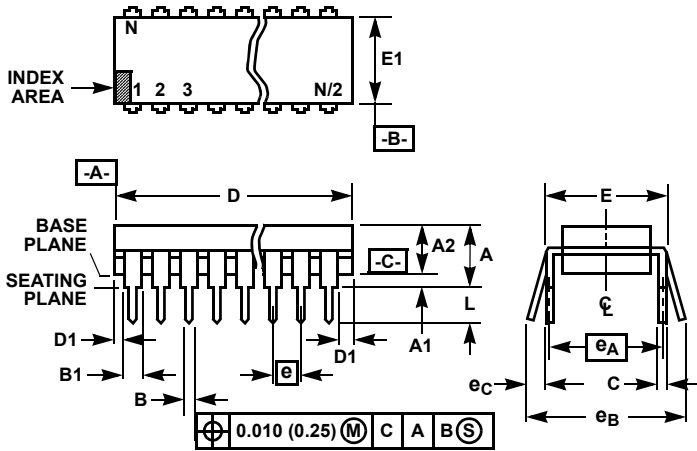 N
E1
INDEX
AREA
1 2 3 N/2
-B-
-A-
D
E
BASE
PLANE
A2
A
-C-
SEATING
PLANE
L
℄
D1
A1
D1
eA
B1
e
eC
C
B
eB
0.010 (0.25) Ⓜ C A B Ⓢ